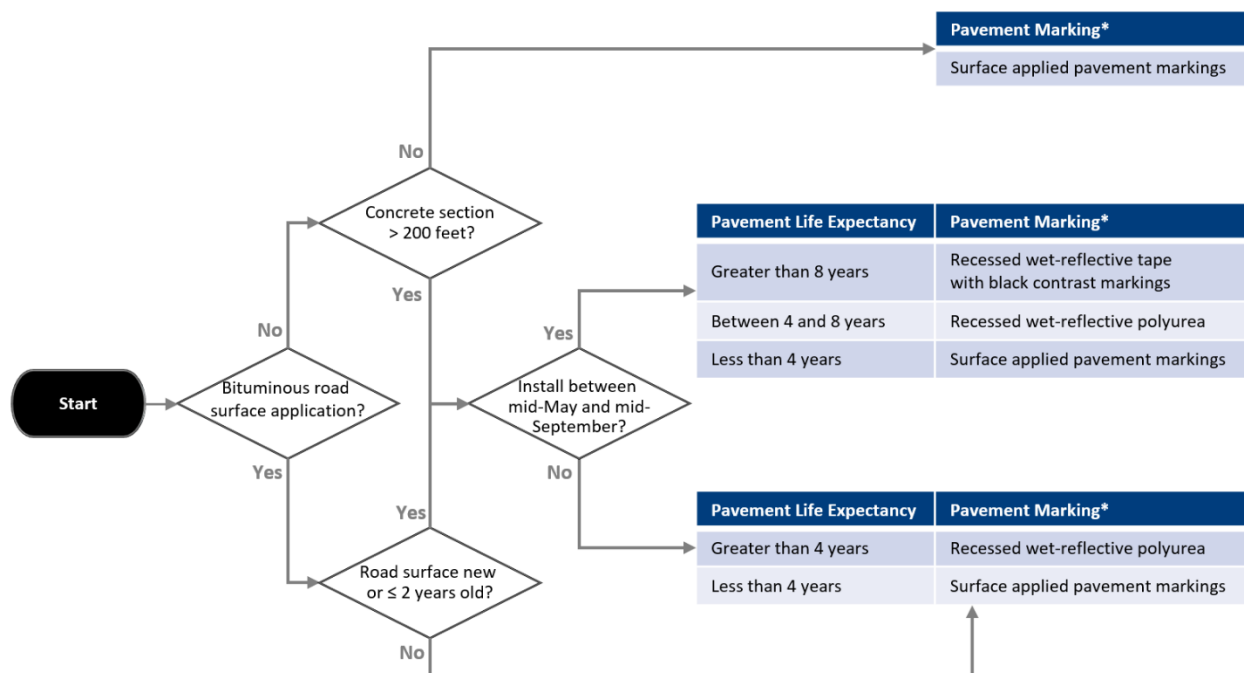 Pavement Marking*
Surface applied pavement markings
No
Concrete section
> 200 feet?
Yes
No
Start
Bituminous road
surface application?
Yes
Yes
Road surface new
or ≤ 2 years old?
No
Yes
Install between
mid-May and mid-
September?
No
Pavement Life Expectancy Pavement Marking*
Greater than 8 years Recessed wet-reflective tape
with black contrast markings
Between 4 and 8 years Recessed wet-reflective polyurea
Less than 4 years Surface applied pavement markings
Pavement Life Expectancy Pavement Marking*
Greater than 4 years Recessed wet-reflective polyurea
Less than 4 years Surface applied pavement markings